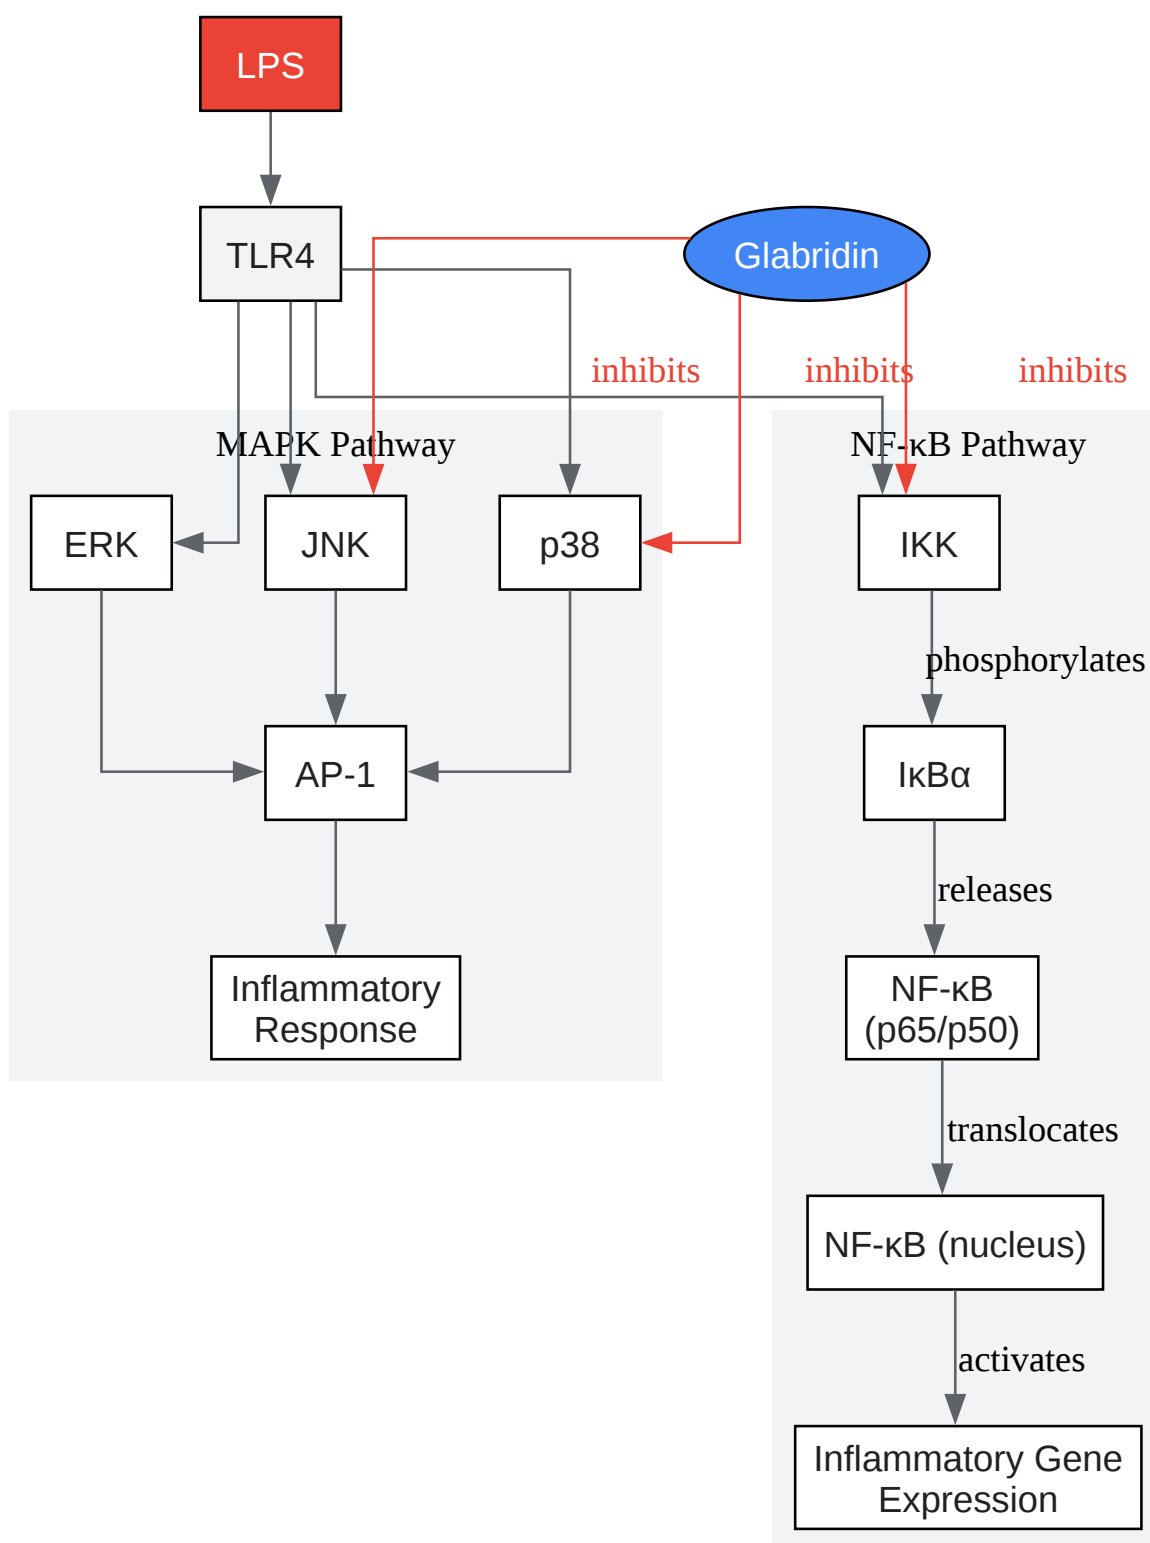 LPS
TLR4
Glabridin
inhibits
inhibits
inhibits
MAPK Pathway
NF-κB Pathway
ERK
JNK
p38
IKK
phosphorylates
AP-1
IκBα
releases
Inflammatory
Response
NF-κB
(p65/p50)
translocates
NF-κB (nucleus)
activates
Inflammatory Gene
Expression